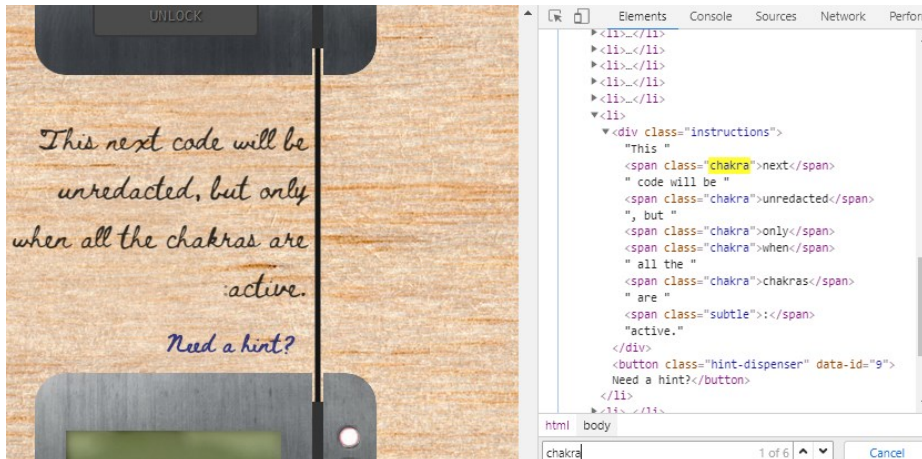 UNLOCK
This next code will be
unredacted, but only
when all the chakras are
:active.
Need a hint?
Elements Console Sources Network Perfor
▶<li>…</li>
▶<li>…</li>
▶<li>…</li>
▶<li>…</li>
▶<li>…</li>
▼<li>
▼<div class="instructions">
"This "
<span class="chakra">next</span>
" code will be "
<span class="chakra">unredacted</span>
", but "
<span class="chakra">only</span>
<span class="chakra">when</span>
" all the "
<span class="chakra">chakras</span>
" are "
<span class="subtle">:</span>
"active."
</div>
<button class="hint-dispenser" data-id="9">
Need a hint?</button>
</li>
▶<li>…</li>
html body
chakra 1 of 6 Cancel